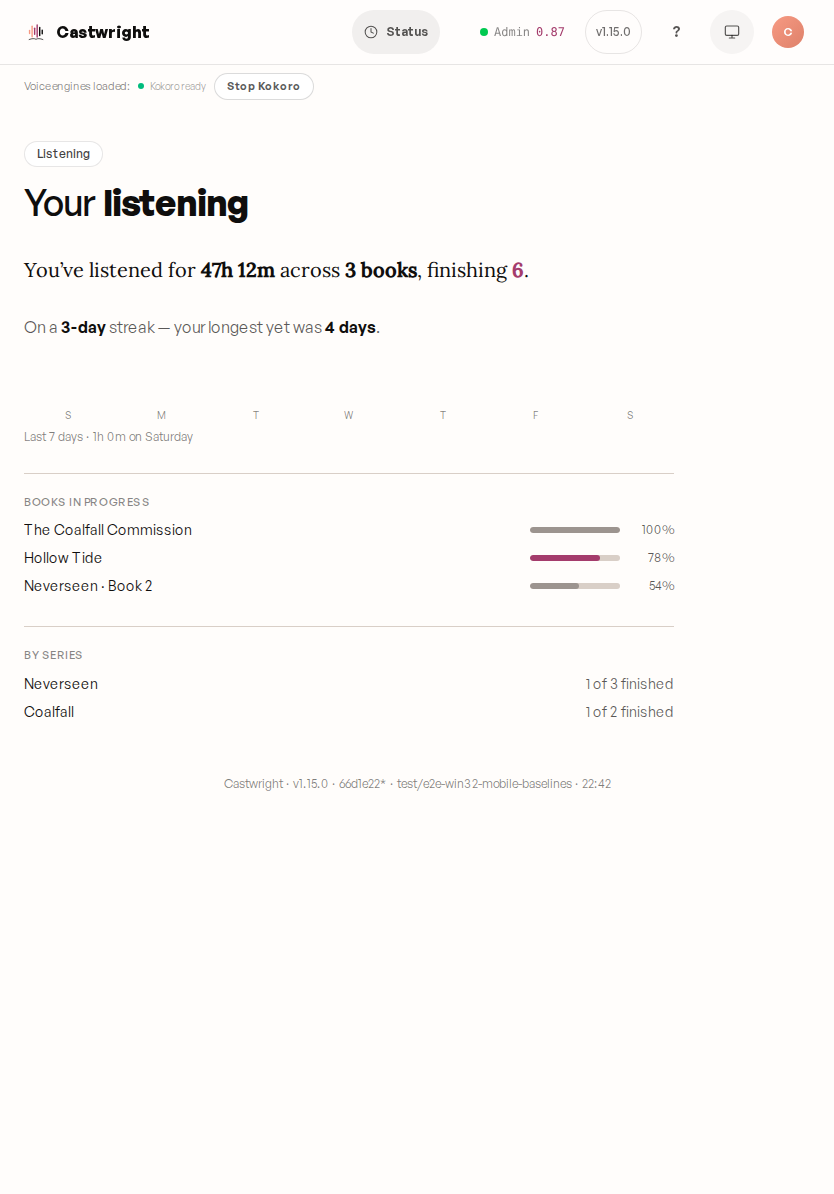 Castwright
Status
Admin 0.87
v1.15.0
?
C
Voice engines loaded: Kokoro ready Stop Kokoro
Listening
Your listening
You’ve listened for 47h 12m across 3 books, finishing 6.
On a 3-day streak — your longest yet was 4 days.
S M T W T F S
Last 7 days · 1h 0m on Saturday
BOOKS IN PROGRESS
The Coalfall Commission 100%
Hollow Tide 78%
Neverseen · Book 2 54%
BY SERIES
Neverseen 1 of 3 finished
Coalfall 1 of 2 finished
Castwright · v1.15.0 · 66d1e22* · test/e2e-win32-mobile-baselines · 22:42